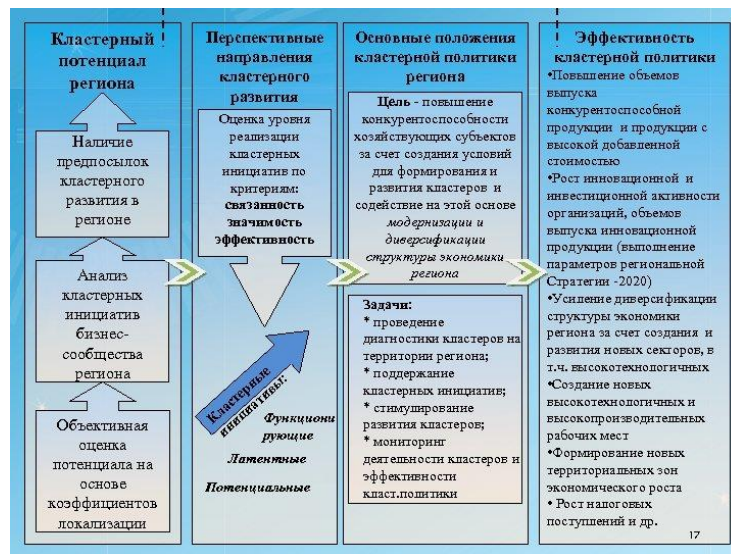 Кластерный
потенциал
региона
Наличие
предпосылок
кластерного
развития в
регионе
Анализ
кластерных
инициатив
бизнес-
сообщества
региона
Объективная
оценка
потенциала на
основе
коэффициентов
локализации
Перспективные
направления
кластерного
развития
Оценка уровня
реализации
кластерных
инициатив по
критериям:
связанность
значимость
эффективность
Кластерные
инициативы:
Функциони
рующие
Латентные
Потенциальные
Основные положения
кластерной политики
региона
Цель - повышение
конкурентоспособности
хозяйствующих субъектов
за счет создания условий
для формирования и
развития кластеров и
содействие на этой основе
модернизации и
диверсификации
структуры экономики
региона
Задачи:
* проведение
диагностики кластеров на
территории региона;
* поддержание
кластерных инициатив;
* стимулирование
развития кластеров;
* мониторинг
деятельности кластеров и
эффективности
класт.политики
Эффективность
кластерной политики
•Повышение объемов
выпуска
конкурентоспособной
продукции и продукции с
высокой добавленной
стоимостью
•Рост инновационной и
инвестиционной активности
организаций, объемов
выпуска инновационной
продукции (выполнение
параметров региональной
Стратегии -2020)
•Усиление диверсификации
структуры экономики
региона за счет создания и
развития новых секторов, в
т.ч. высокотехнологичных
•Создание новых
высокотехнологичных и
высокопроизводительных
рабочих мест
•Формирование новых
территориальных зон
экономического роста
• Рост налоговых
поступлений и др.
17